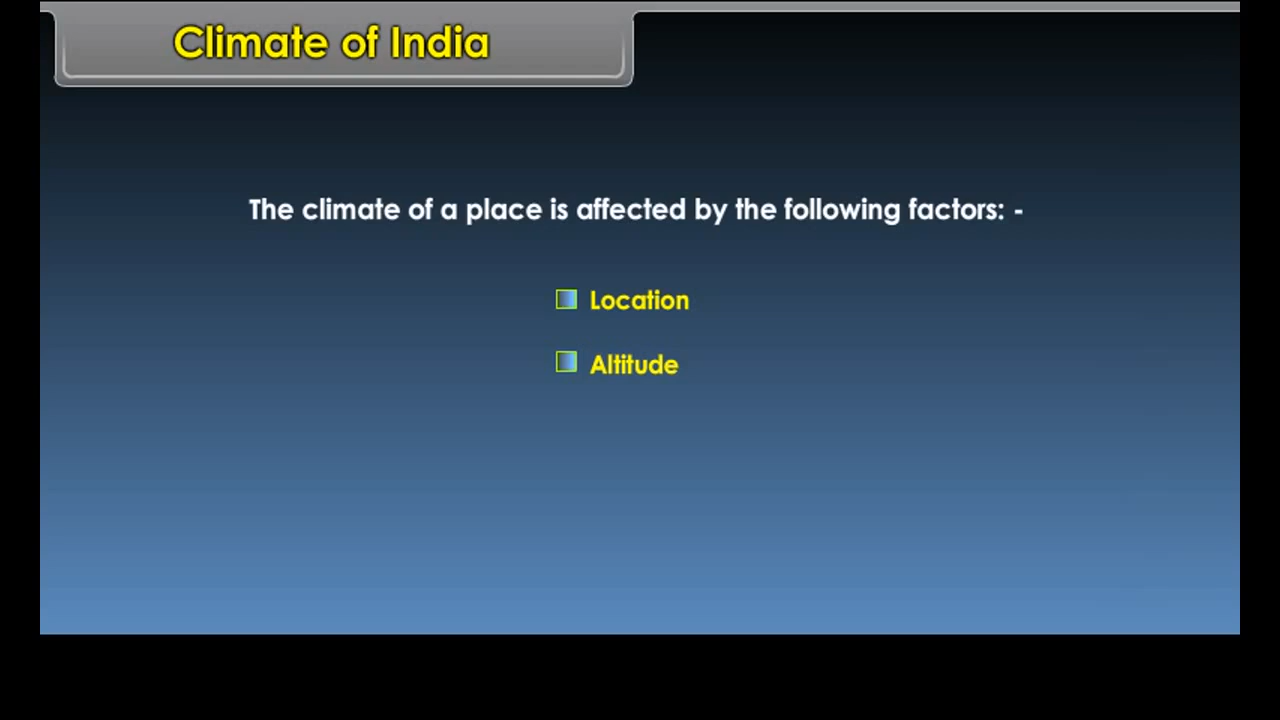 Climate of India
The climate of a place is affected by the following factors: -
Location
Altitude